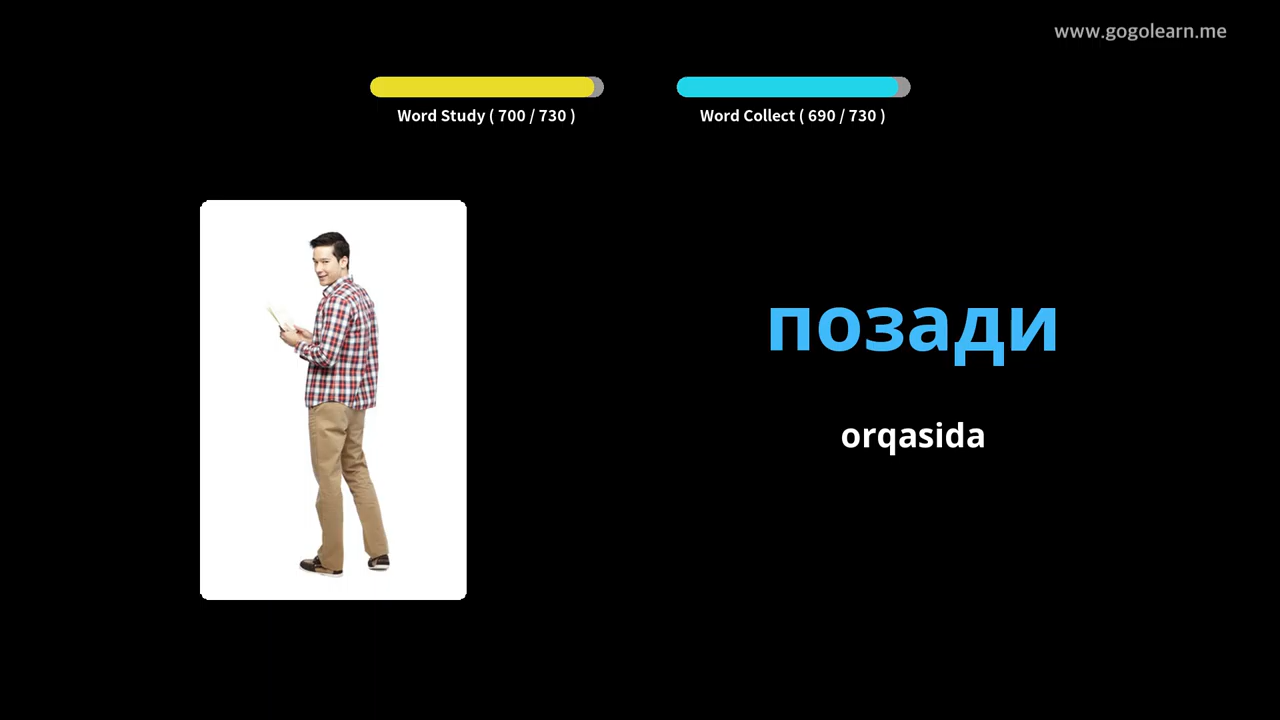 www.gogolearn.me
Word Study ( 700 / 730 )
Word Collect ( 690 / 730 )
позади
orqasida